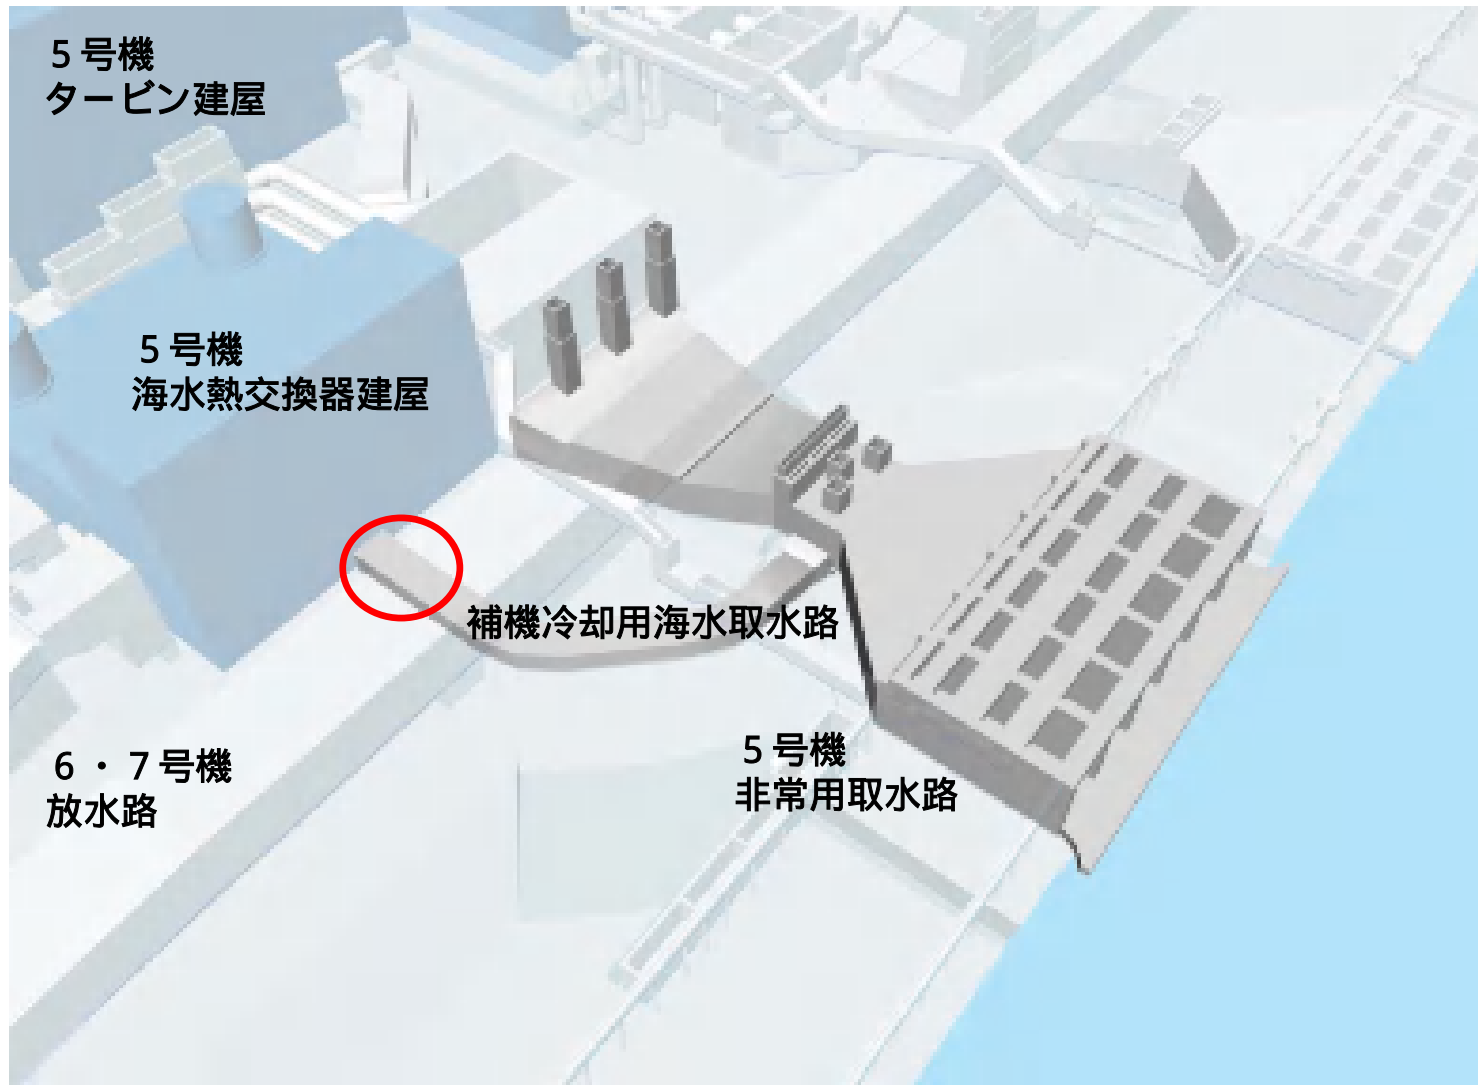 ５号機
タービン建屋
５号機
海水熱交換器建屋
補機冷却用海水取水路
５号機
非常用取水路
６・７号機
放水路